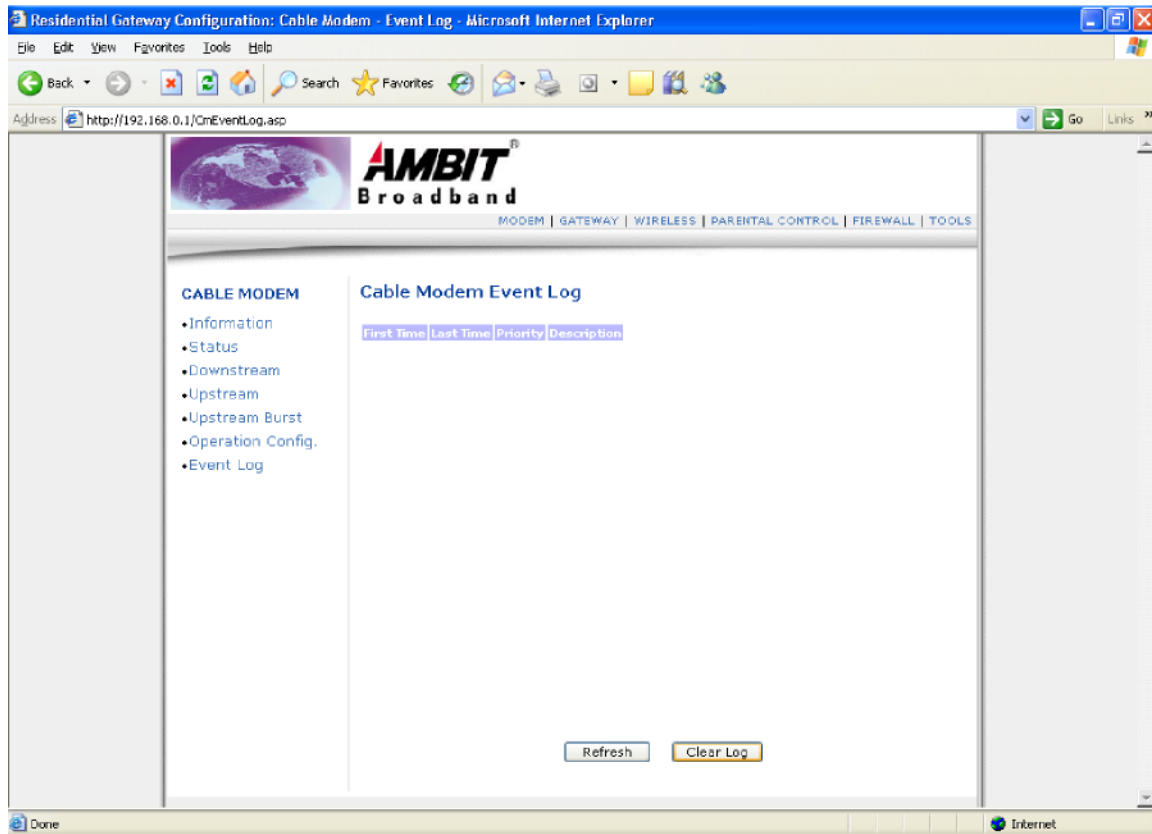 Residential Gateway Configuration: Cable Modem - Event Log - Microsoft Internet Explorer
File Edit View Favorites Tools Help
Back Search Favorites
Address http://192.168.0.1/CmEventLog.asp Go Links »
AMBIT®
Broadband
MODEM | GATEWAY | WIRELESS | PARENTAL CONTROL | FIREWALL | TOOLS
CABLE MODEM
•Information
•Status
•Downstream
•Upstream
•Upstream Burst
•Operation Config.
•Event Log
Cable Modem Event Log
First Time Last Time Priority Description
Refresh Clear Log
Done Internet